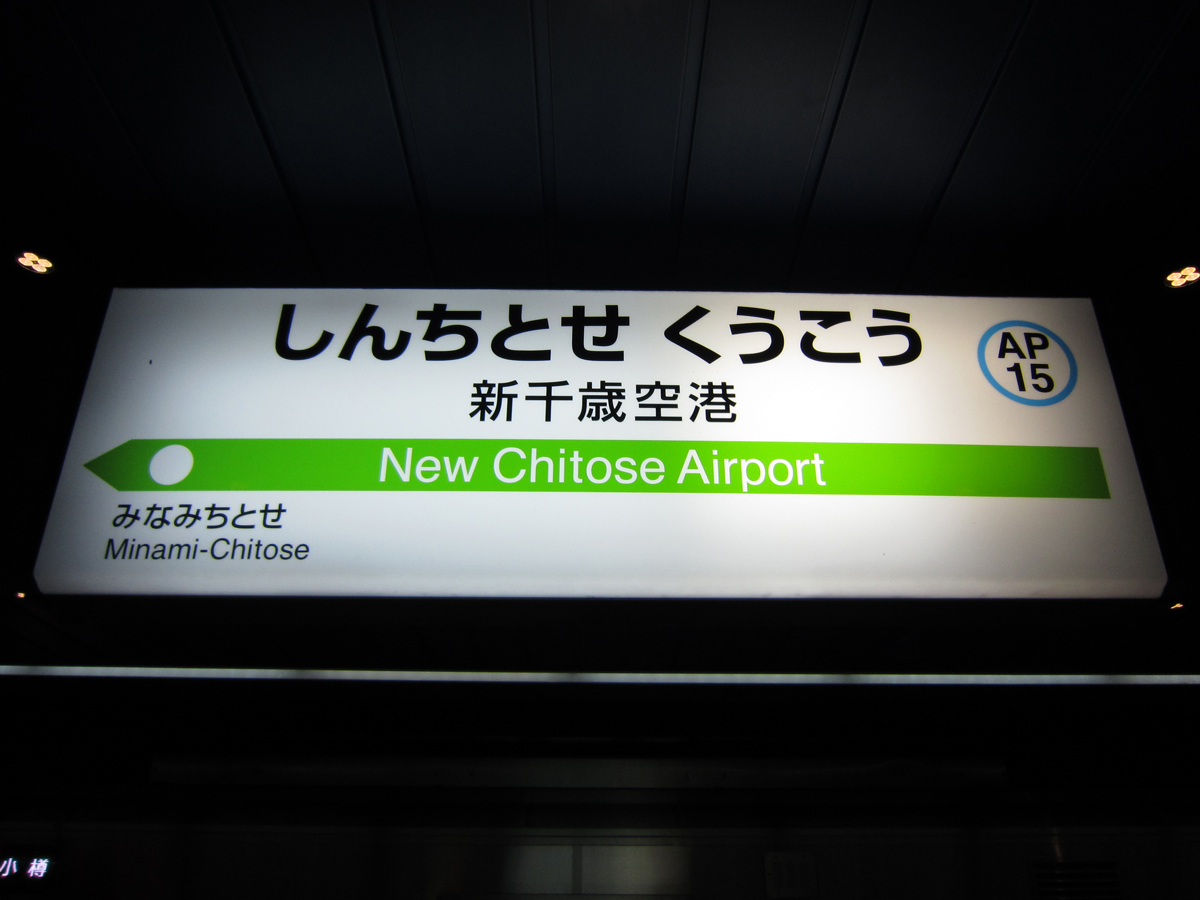 しんちとせ くうこう
AP
15
新千歳空港
New Chitose Airport
みなみちとせ
Minami-Chitose
小樽